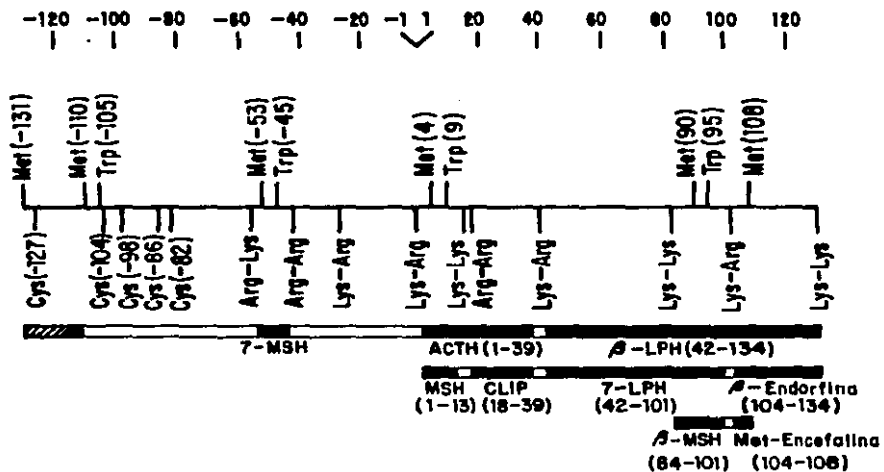 -120 -100 -80 -60 -40 -20 -1 1 20 40 60 80 100 120
Met(-131) Met(-110) Trp(-105) Met(-53) Trp(-45) Met(4) Trp(9) Met(90) Trp(95) Met(108)
Cys(-127) Cys(-104) Cys(-98) Cys(-86) Cys(-82) Arg-Lys Arg-Arg Lys-Arg Lys-Arg Lys-Lys Arg-Arg Lys-Arg Lys-Lys Lys-Arg Lys-Lys
7-MSH ACTH (1-39) β-LPH(42-134)
MSH CLIP 7-LPH β-Endorfina
(1-13) (18-39) (42-101) (104-134)
β-MSH Met-Encefalina
(84-101) (104-108)